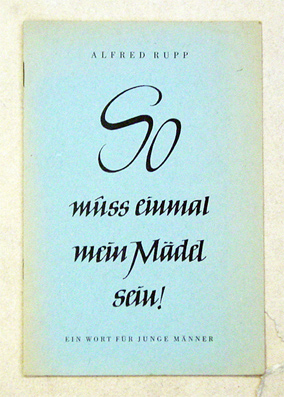 ALFRED RUPP
So
muss einmal
mein Mädel
sein!
EIN WORT FÜR JUNGE MÄNNER